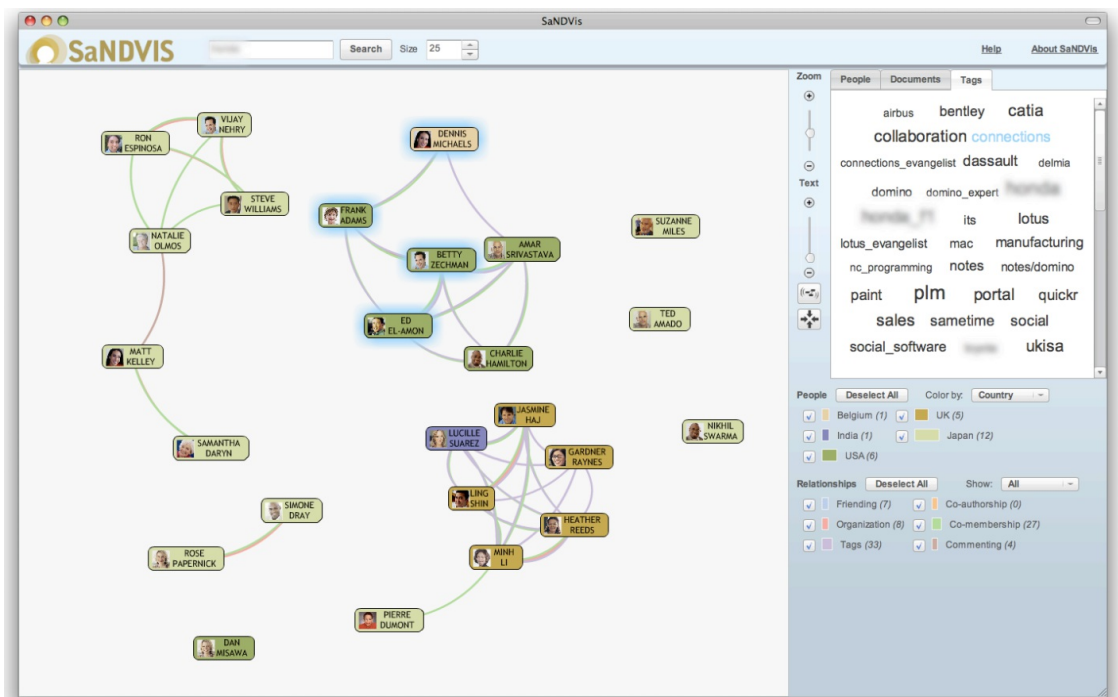 SaNDVis
SaNDVIS
Search
Size
25
Help
About SaNDVis
VIJAY
NEHRY
RON
ESPINOSA
STEVE
WILLIAMS
NATALIE
OLMOS
MATT
KELLEY
SAMANTHA
DARYN
SIMONE
DRAY
ROSE
PAPERNICK
DAN
MISAWA
DENNIS
MICHAELS
FRANK
ADAMS
BETTY
ZECHMAN
AMAR
SRIVASTAVA
ED
EL-AMON
CHARLIE
HAMILTON
JASMINE
HAJ
LUCILLE
SUAREZ
GARDNER
RAYNES
LING
SHIN
HEATHER
REEDS
MINH
LI
PIERRE
DUMONT
SUZANNE
MILES
TED
AMADO
NIKHIL
SWARMA
Zoom
Text
People Documents Tags
airbus bentley catia
collaboration connections
connections_evangelist dassault delmia
domino domino_expert
its lotus
lotus_evangelist mac manufacturing
nc_programming notes notes/domino
paint plm portal quickr
sales sametime social
social_software ukisa
People Deselect All Color by: Country
Belgium (1) UK (5)
India (1) Japan (12)
USA (6)
Relationships Deselect All Show: All
Friending (7) Co-authorship (0)
Organization (8) Co-membership (27)
Tags (33) Commenting (4)